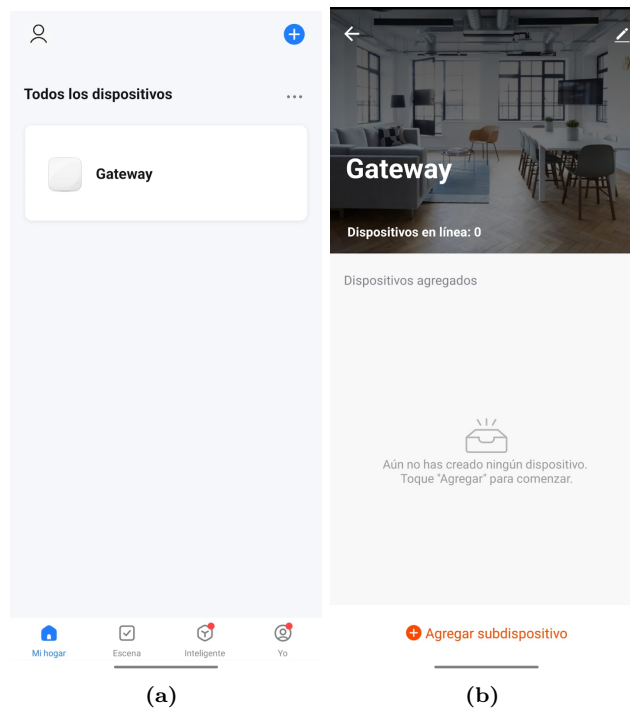 Todos los dispositivos
Gateway
Mi hogar
Escena
Inteligente
Yo
(a)
Gateway
Dispositivos en línea: 0
Dispositivos agregados
Aún no has creado ningún dispositivo.
Toque "Agregar" para comenzar.
Agregar subdispositivo
(b)